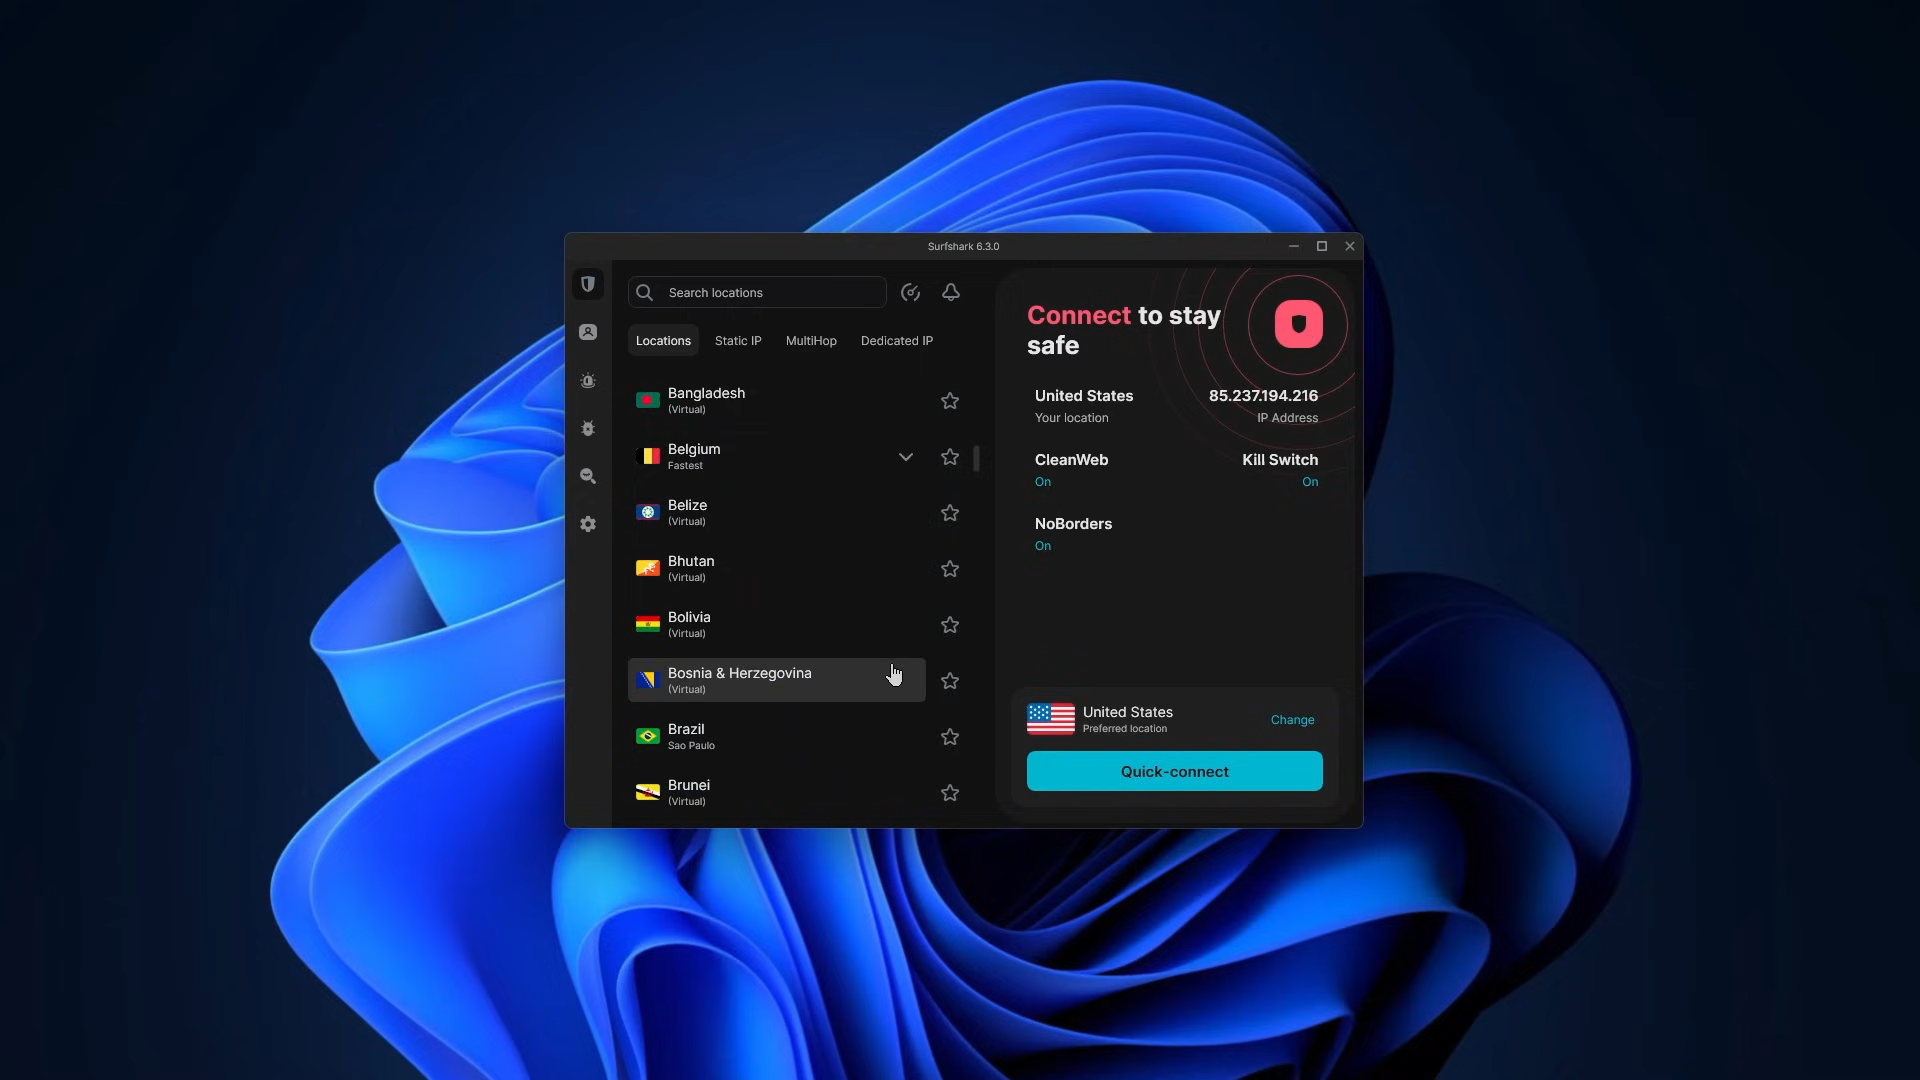 Surfshark 6.3.0
Search locations
Locations
Static IP
MultiHop
Dedicated IP
Bangladesh
(Virtual)
Belgium
Fastest
Belize
(Virtual)
Bhutan
(Virtual)
Bolivia
(Virtual)
Bosnia & Herzegovina
(Virtual)
Brazil
Sao Paulo
Brunei
(Virtual)
Connect to stay
safe
United States
Your location
85.237.194.216
IP Address
CleanWeb
On
Kill Switch
On
NoBorders
On
United States
Preferred location
Change
Quick-connect